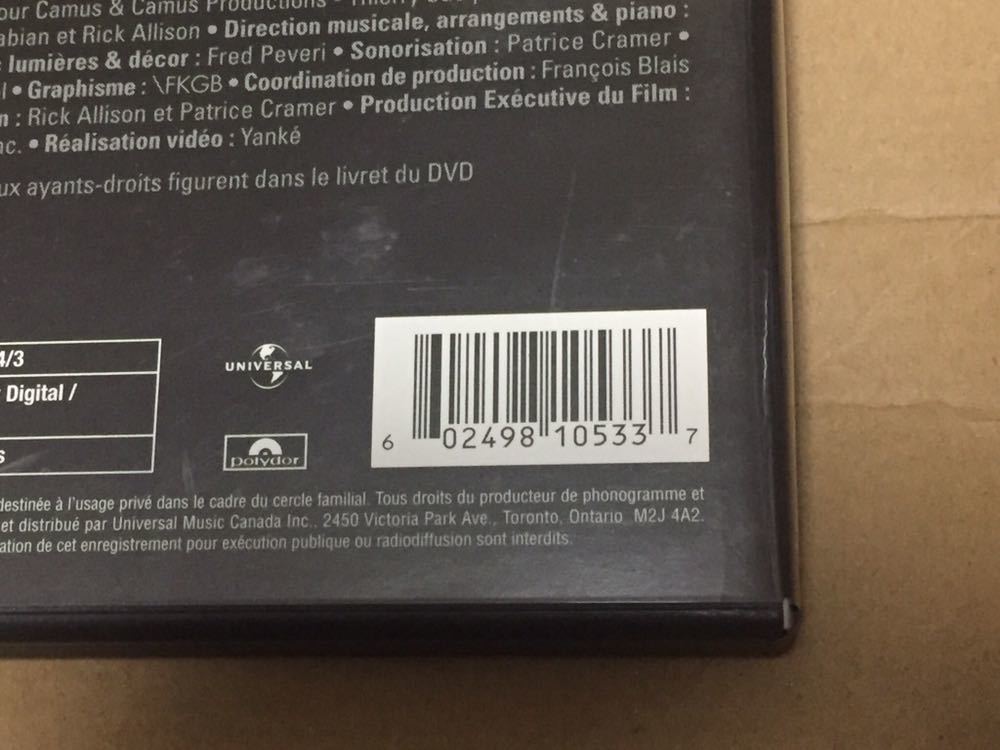 our Camus & Camus Productions • Thierry
abian et Rick Allison • Direction musicale, arrangements & piano :
lumières & décor : Fred Peveri • Sonorisation : Patrice Cramer •
l • Graphisme : \FKGB • Coordination de production : François Blais
n : Rick Allison et Patrice Cramer • Production Exécutive du Film :
nc. • Réalisation vidéo : Yanké
ux ayants-droits figurent dans le livret du DVD
4/3
Digital /
s
UNIVERSAL
polydor
6 02498 10533 7
destinée à l'usage privé dans le cadre du cercle familial. Tous droits du producteur de phonogramme et
et distribué par Universal Music Canada Inc., 2450 Victoria Park Ave., Toronto, Ontario M2J 4A2.
ation de cet enregistrement pour exécution publique ou radiodiffusion sont interdits.